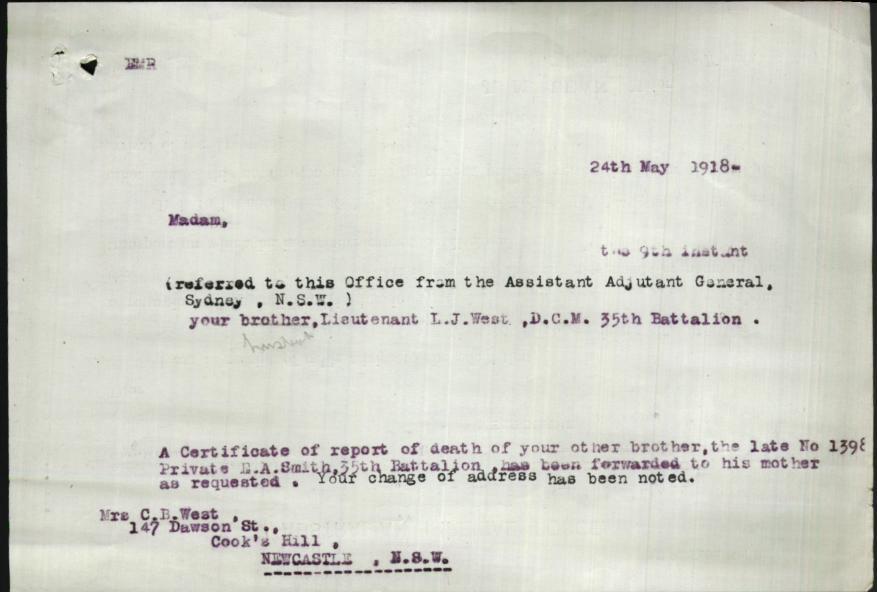 EMR
24th May 1918-
Madam,
the 9th instant
(referred to this Office from the Assistant Adjutant General,
Sydney , N.S.W. )
your brother,Lieutenant L.J.West ,D.C.M. 35th Battalion .
A Certificate of report of death of your other brother,the late No 1398
Private E.A.Smith,35th Battalion ,has been forwarded to his mother
as requested . Your change of address has been noted.
Mrs C.B.West ,
147 Dawson St.,
Cook's Hill ,
NEWCASTLE , N.S.W.